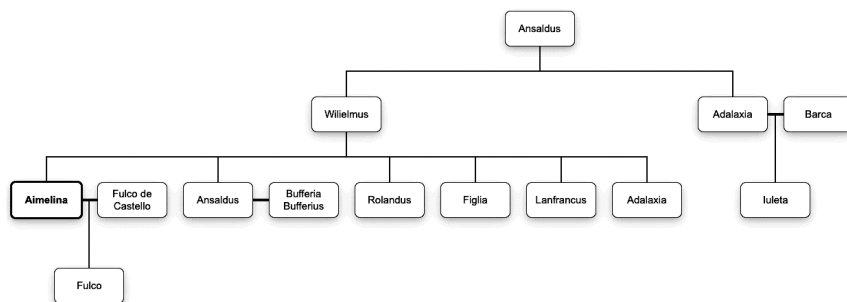 Ansaldus
Wilielmus
Adalaxia
Barca
Aimelina
Fulco de
Castello
Ansaldus
Bufferia
Bufferius
Rolandus
Figlia
Lanfrancus
Adalaxia
Iuleta
Fulco